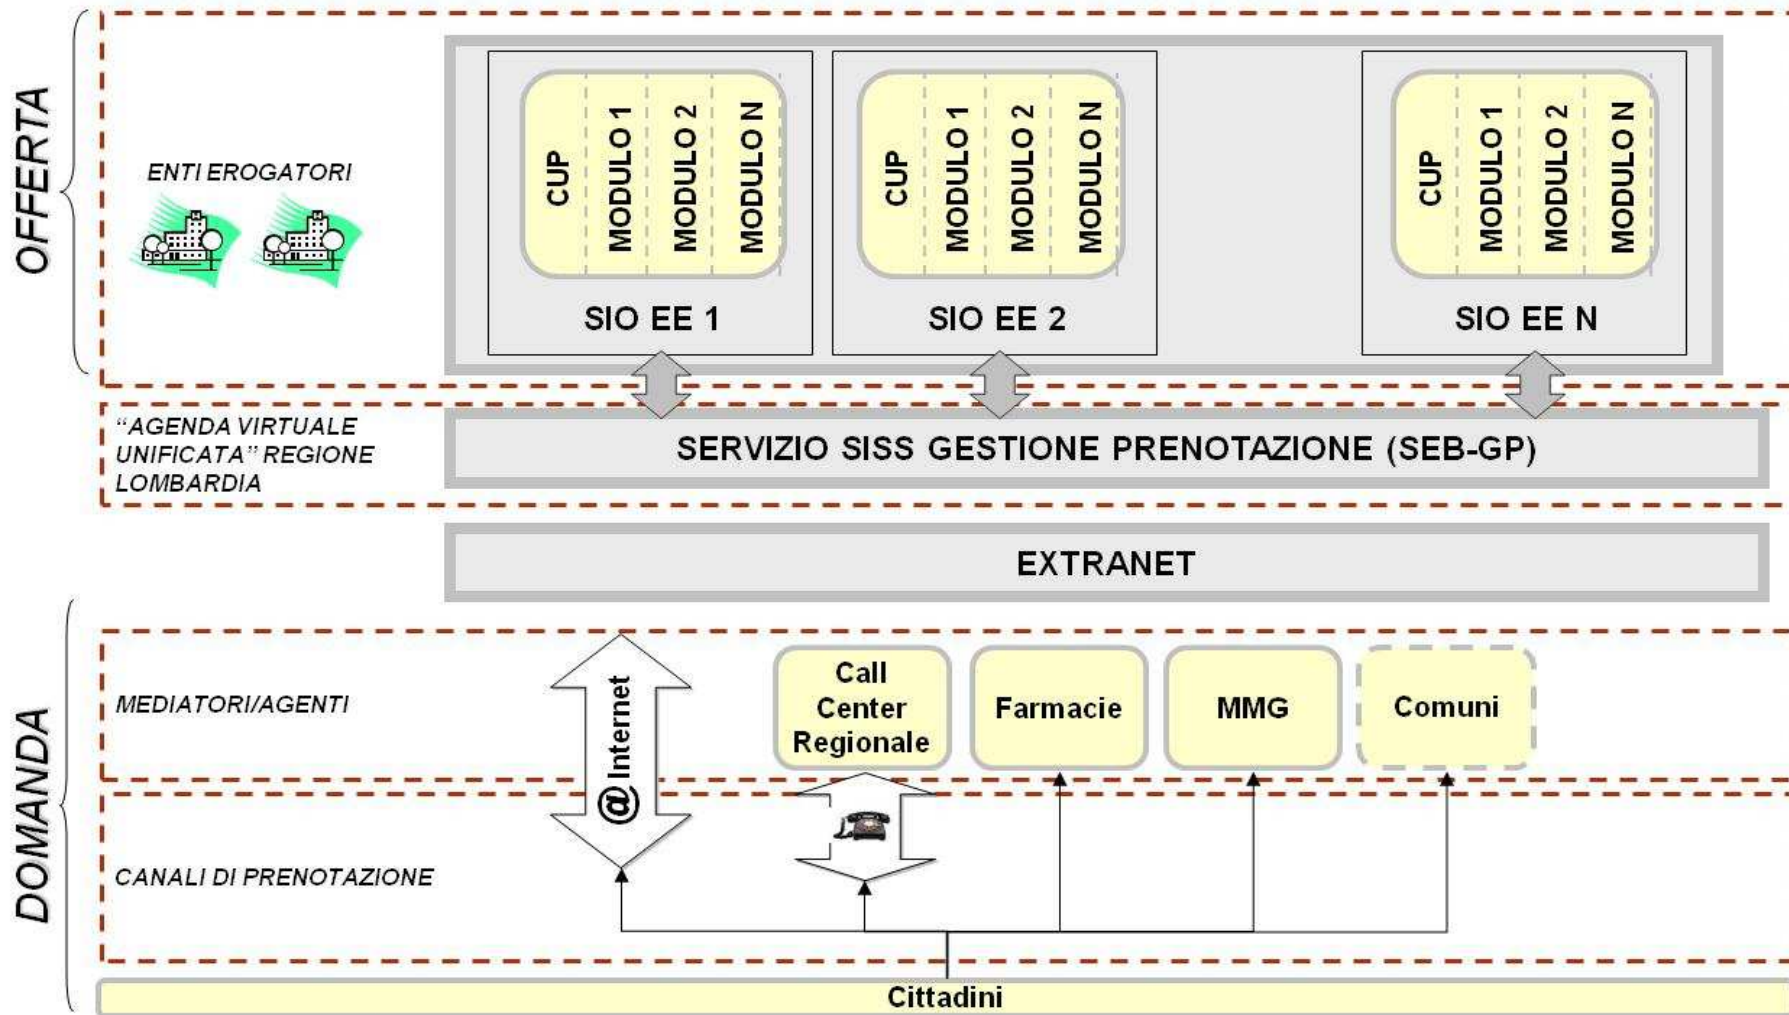 OFFERTA
ENTI EROGATORI
CUP
MODULO 1
MODULO 2
MODULO N
SIO EE 1
CUP
MODULO 1
MODULO 2
MODULO N
SIO EE 2
CUP
MODULO 1
MODULO 2
MODULO N
SIO EE N
“AGENDA VIRTUALE
UNIFICATA” REGIONE
LOMBARDIA
SERVIZIO SISS GESTIONE PRENOTAZIONE (SEB-GP)
EXTRANET
DOMANDA
MEDIATORI/AGENTI
@ Internet
Call
Center
Regionale
Farmacie
MMG
Comuni
CANALI DI PRENOTAZIONE
Cittadini